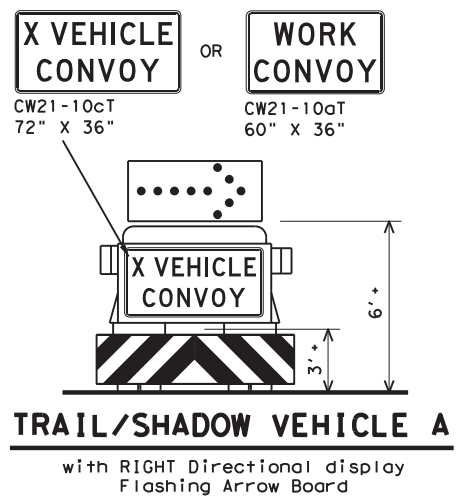 X VEHICLE
CONVOY
OR
WORK
CONVOY
CW21-10cT
72" X 36"
CW21-10aT
60" X 36"
X VEHICLE
CONVOY
6' +
3' +
TRAIL/SHADOW VEHICLE A
with RIGHT Directional display
Flashing Arrow Board